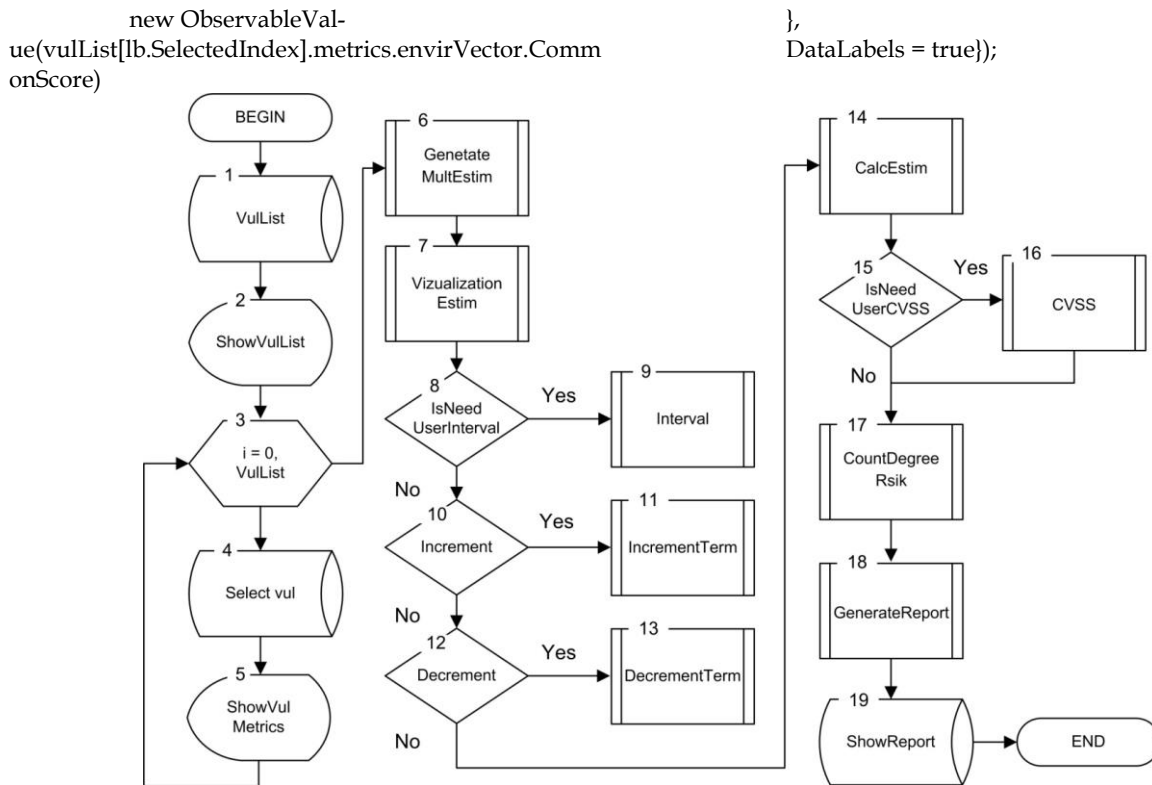 new ObservableVal-
ue(vulList[lb.SelectedIndex].metrics.envirVector.Comm
onScore)
},
DataLabels = true});
BEGIN
1
VulList
2
ShowVulList
3
i = 0,
VulList
4
Select vul
5
ShowVul
Metrics
6
Genetate
MultEstim
7
Vizualization
Estim
8
IsNeed
UserInterval
Yes
No
9
Interval
10
Increment
Yes
No
11
IncrementTerm
12
Decrement
Yes
No
13
DecrementTerm
14
CalcEstim
15
IsNeed
UserCVSS
Yes
No
16
CVSS
17
CountDegree
Rsik
18
GenerateReport
19
ShowReport
END